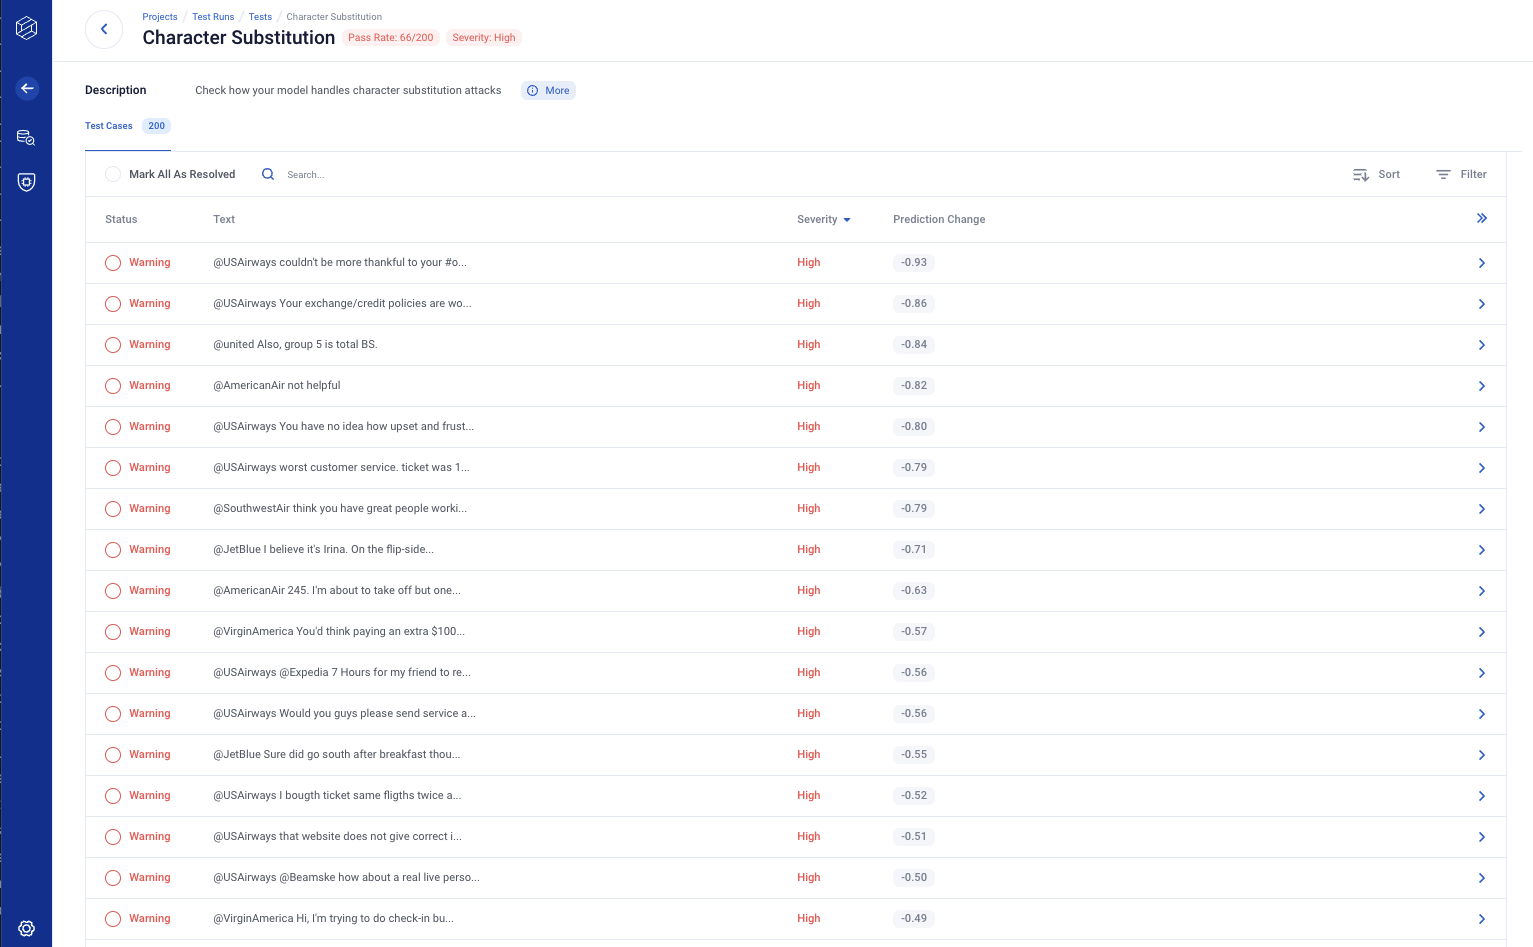 Projects / Test Runs / Tests / Character Substitution
Character Substitution Pass Rate: 66/200 Severity: High
Description Check how your model handles character substitution attacks More
Test Cases 200
Mark All As Resolved Search... Sort Filter
Status Text Severity Prediction Change
Warning @USAirways couldn't be more thankful to your #o... High -0.93
Warning @USAirways Your exchange/credit policies are wo... High -0.86
Warning @united Also, group 5 is total BS. High -0.84
Warning @AmericanAir not helpful High -0.82
Warning @USAirways You have no idea how upset and frust... High -0.80
Warning @USAirways worst customer service. ticket was 1... High -0.79
Warning @SouthwestAir think you have great people worki... High -0.79
Warning @JetBlue I believe it's Irina. On the flip-side... High -0.71
Warning @AmericanAir 245. I'm about to take off but one... High -0.63
Warning @VirginAmerica You'd think paying an extra $100... High -0.57
Warning @USAirways @Expedia 7 Hours for my friend to re... High -0.56
Warning @USAirways Would you guys please send service a... High -0.56
Warning @JetBlue Sure did go south after breakfast thou... High -0.55
Warning @USAirways I bougth ticket same fligths twice a... High -0.52
Warning @USAirways that website does not give correct i... High -0.51
Warning @USAirways @Beamske how about a real live perso... High -0.50
Warning @VirginAmerica Hi, I'm trying to do check-in bu... High -0.49